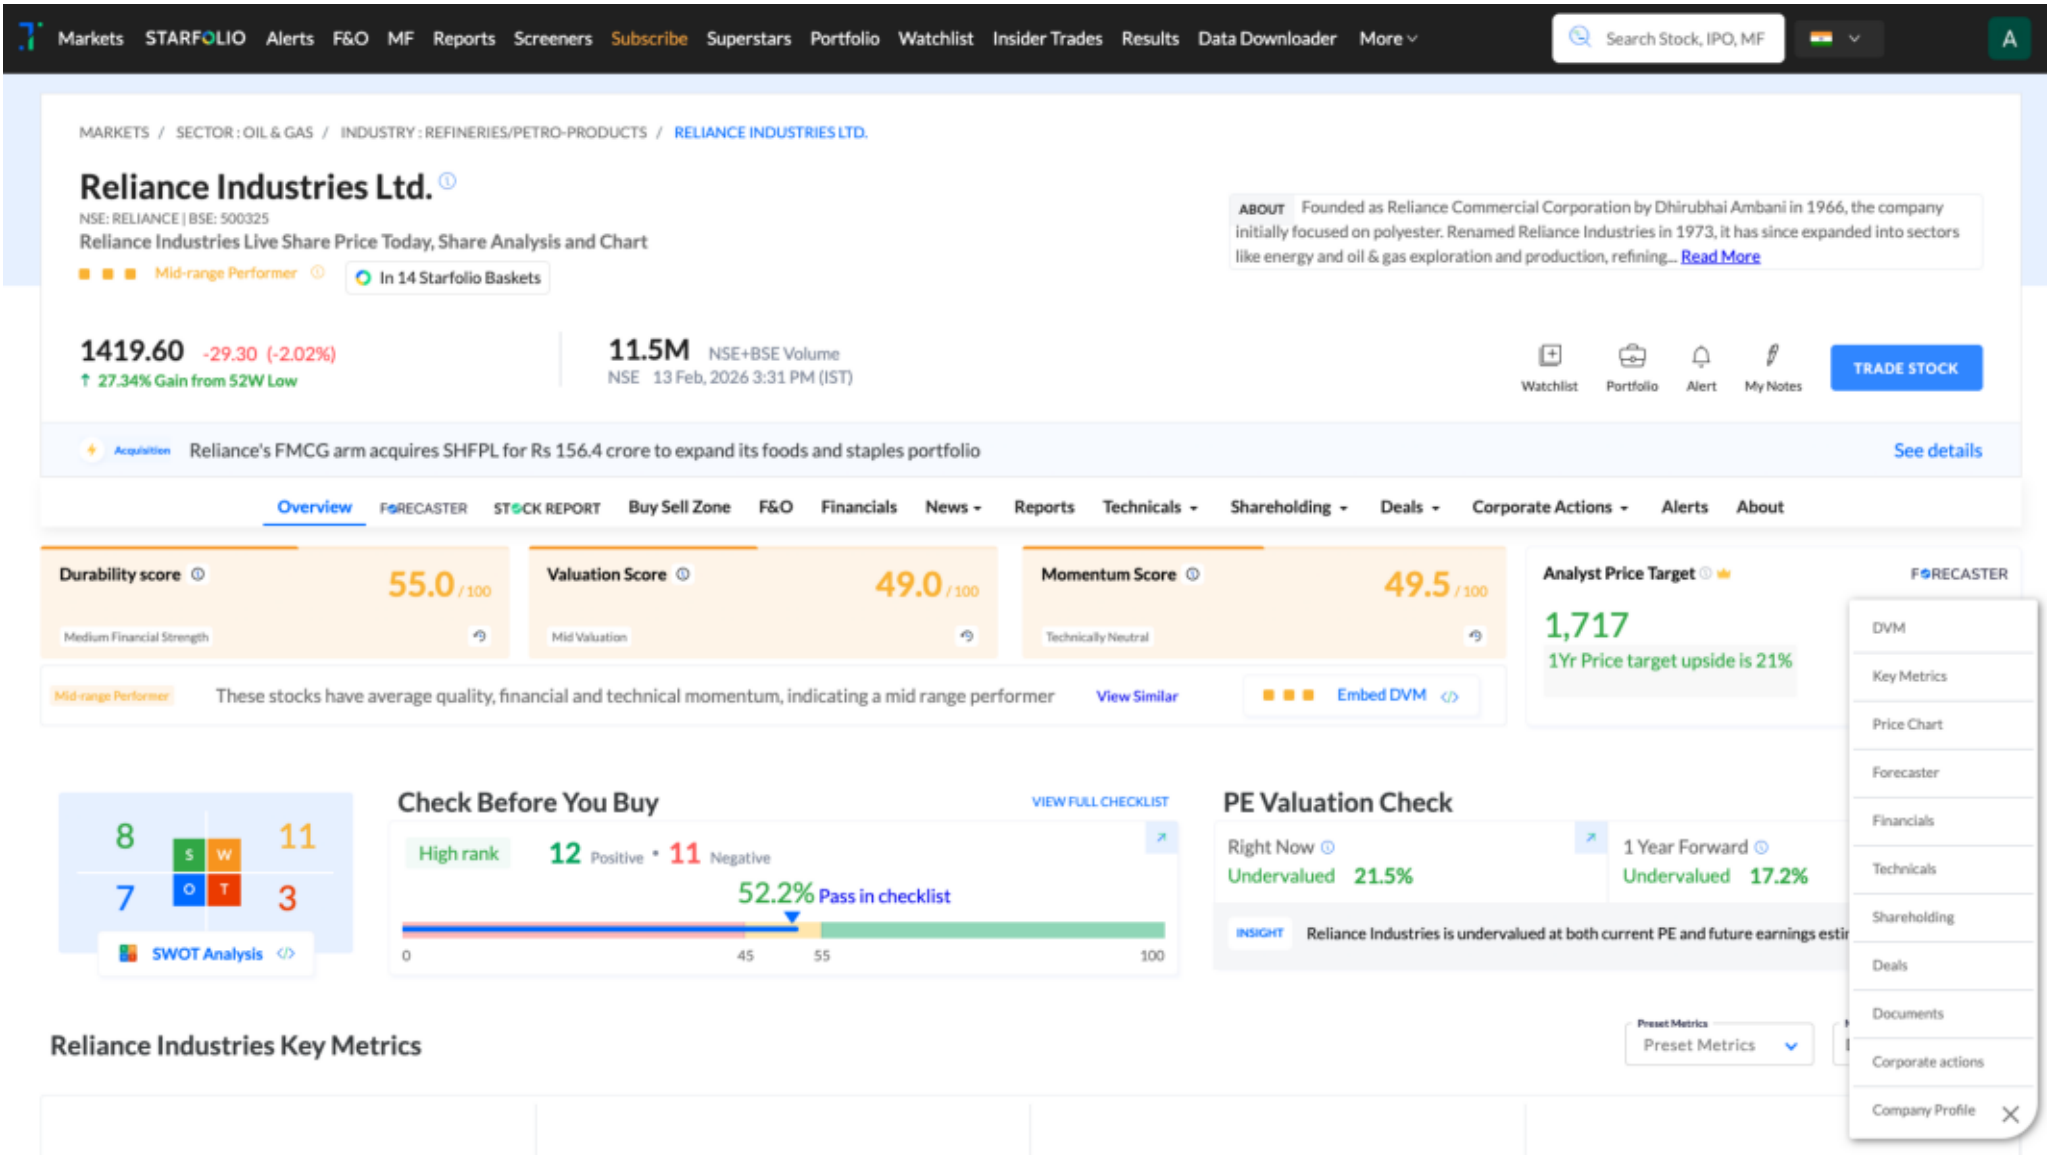 Markets STARFOLIO Alerts F&O MF Reports Screeners Subscribe Superstars Portfolio Watchlist Insider Trades Results Data Downloader More Search Stock, IPO, MF A
MARKETS / SECTOR : OIL & GAS / INDUSTRY : REFINERIES/PETRO-PRODUCTS / RELIANCE INDUSTRIES LTD.
Reliance Industries Ltd.
NSE: RELIANCE | BSE: 500325
Reliance Industries Live Share Price Today, Share Analysis and Chart
Mid-range Performer In 14 Starfolio Baskets
ABOUT Founded as Reliance Commercial Corporation by Dhirubhai Ambani in 1966, the company
initially focused on polyester. Renamed Reliance Industries in 1973, it has since expanded into sectors
like energy and oil & gas exploration and production, refining... Read More
1419.60 -29.30 (-2.02%)
↑ 27.34% Gain from 52W Low
11.5M NSE+BSE Volume
NSE 13 Feb, 2026 3:31 PM (IST)
Watchlist Portfolio Alert My Notes TRADE STOCK
Acquisition Reliance's FMCG arm acquires SHFPL for Rs 156.4 crore to expand its foods and staples portfolio See details
Overview FORECASTER STOCK REPORT Buy Sell Zone F&O Financials News Reports Technicals Shareholding Deals Corporate Actions Alerts About
Durability score 55.0 / 100
Medium Financial Strength
Valuation Score 49.0 / 100
Mid Valuation
Momentum Score 49.5 / 100
Technically Neutral
Analyst Price Target FORECASTER
1,717
1Yr Price target upside is 21%
Mid-range Performer These stocks have average quality, financial and technical momentum, indicating a mid range performer View Similar Embed DVM </>
8 S W 11
7 O T 3
SWOT Analysis </>
Check Before You Buy VIEW FULL CHECKLIST
High rank 12 Positive • 11 Negative
52.2% Pass in checklist
0 45 55 100
PE Valuation Check
Right Now
Undervalued 21.5%
1 Year Forward
Undervalued 17.2%
INSIGHT Reliance Industries is undervalued at both current PE and future earnings
Reliance Industries Key Metrics
Preset Metrics
Preset Metrics
DVM
Key Metrics
Price Chart
Forecaster
Financials
Technicals
Shareholding
Deals
Documents
Corporate actions
Company Profile